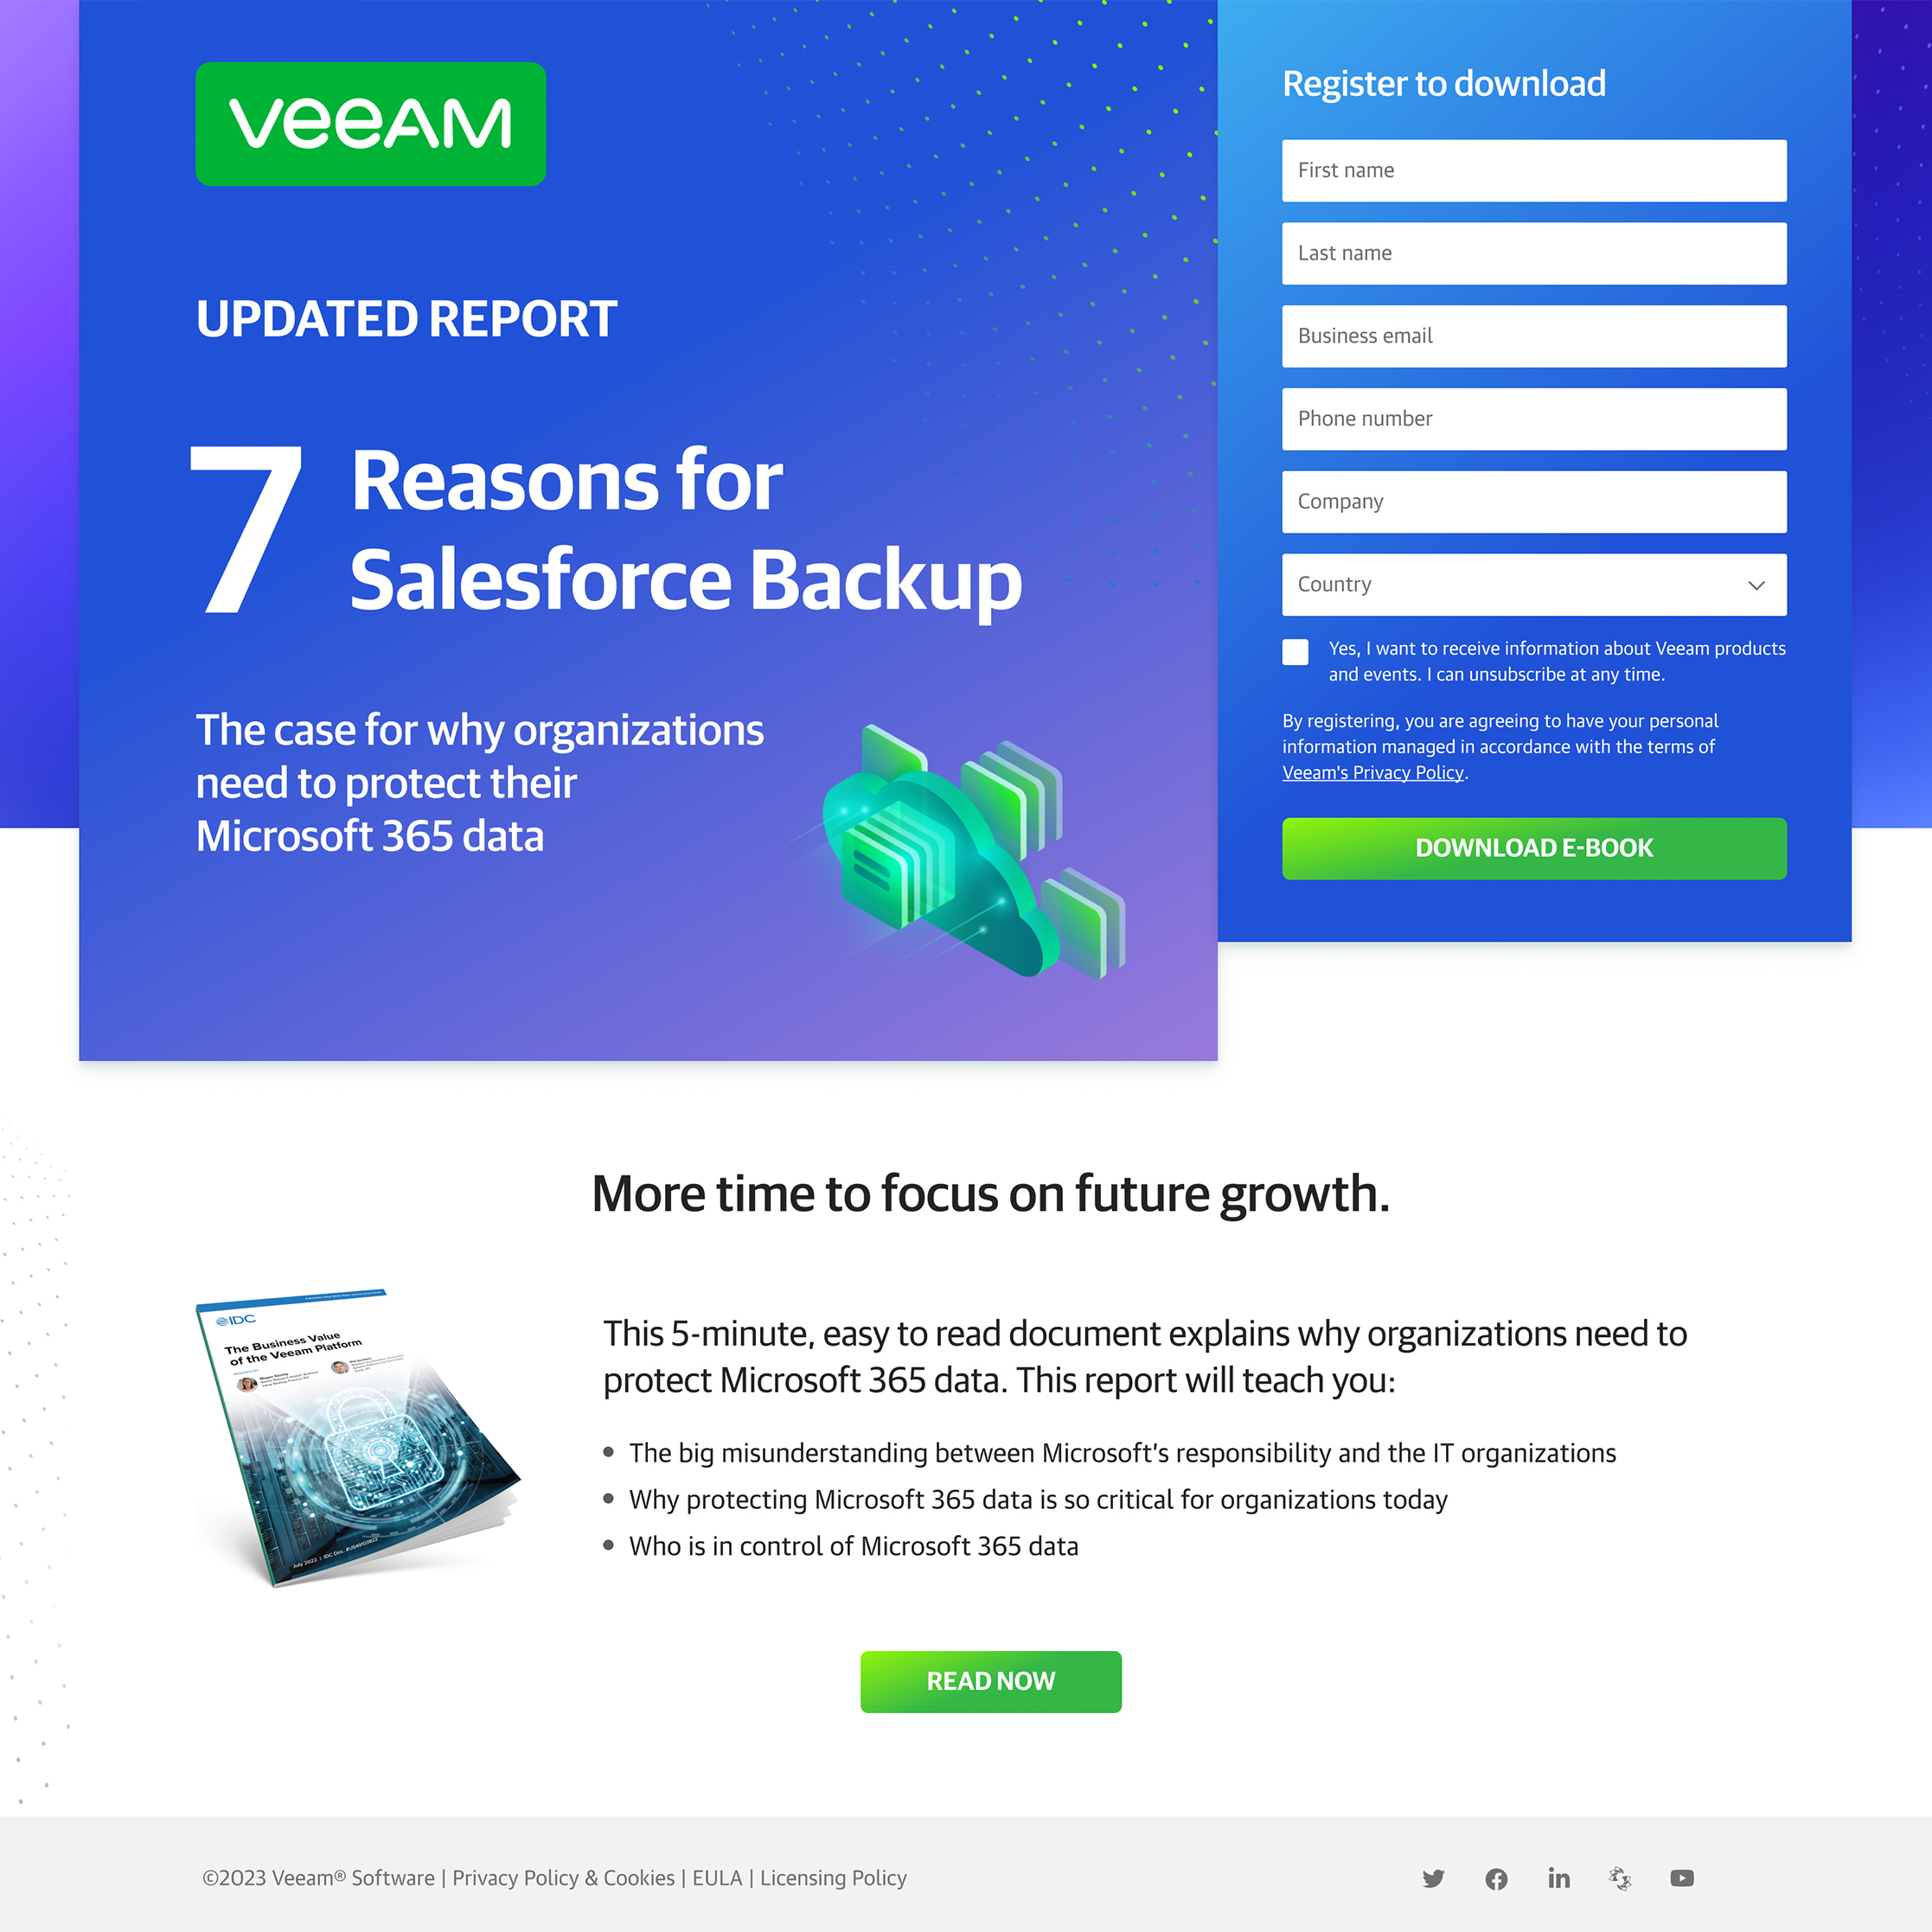 veeAM
UPDATED REPORT
7 Reasons for
Salesforce Backup
The case for why organizations
need to protect their
Microsoft 365 data
Register to download
First name
Last name
Business email
Phone number
Company
Country
Yes, I want to receive information about Veeam products
and events. I can unsubscribe at any time.
By registering, you are agreeing to have your personal
information managed in accordance with the terms of
Veeam's Privacy Policy.
DOWNLOAD E-BOOK
More time to focus on future growth.
IDC
The Business Value
of the Veeam Platform
July 2022 | IDC Doc.
This 5-minute, easy to read document explains why organizations need to
protect Microsoft 365 data. This report will teach you:
• The big misunderstanding between Microsoft's responsibility and the IT organizations
• Why protecting Microsoft 365 data is so critical for organizations today
• Who is in control of Microsoft 365 data
READ NOW
©2023 Veeam® Software | Privacy Policy & Cookies | EULA | Licensing Policy